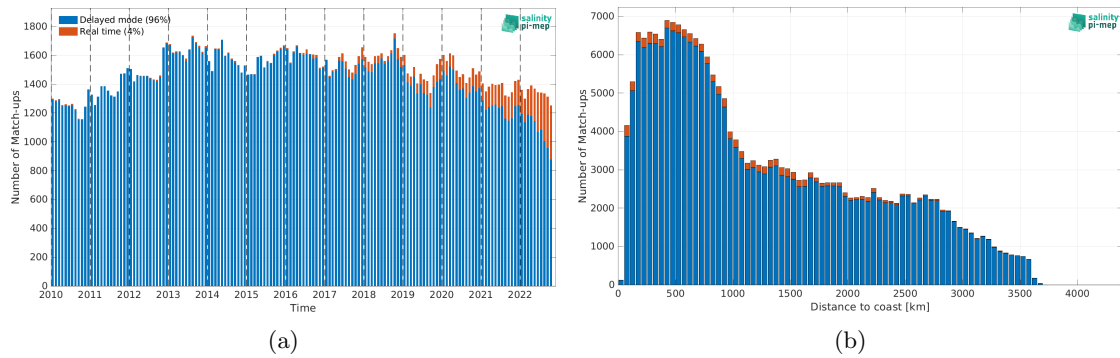 Delayed mode (96%)
Real time (4%)
salinity
pi-mep
Number of Match-ups
1800
1600
1400
1200
1000
800
600
400
200
0
2010 2011 2012 2013 2014 2015 2016 2017 2018 2019 2020 2021 2022
Time
(a)
salinity
pi-mep
Number of Match-ups
7000
6000
5000
4000
3000
2000
1000
0
0 500 1000 1500 2000 2500 3000 3500 4000
Distance to coast [km]
(b)